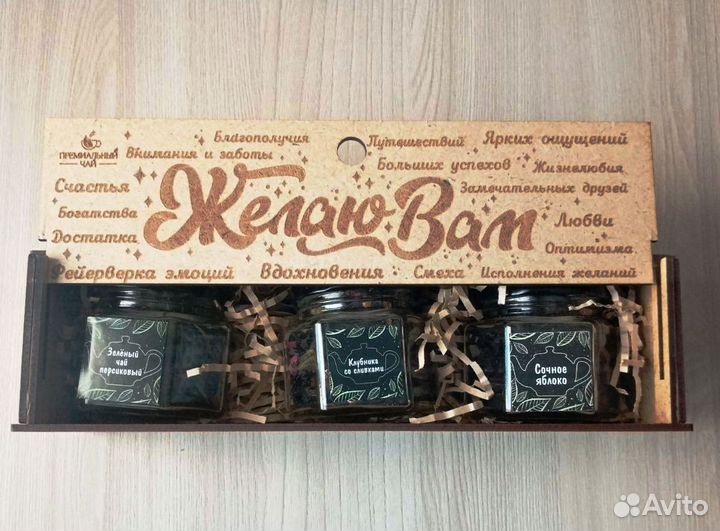 ПРЕМИАЛЬНЫЙ
ЧАЙ
Благополучия
Внимания и заботы
Путешествий
Ярких ощущений
Больших успехов
Жизнелюбия
Счастья
Замечательных друзей
Богатства
Желаю Вам
Любви
Достатка
Оптимизма
Фейерверка эмоций
Вдохновения
Смеха
Исполнения желаний
Зелёный
чай
персиковый
Клубника
со сливками
Сочное
яблоко
Avito